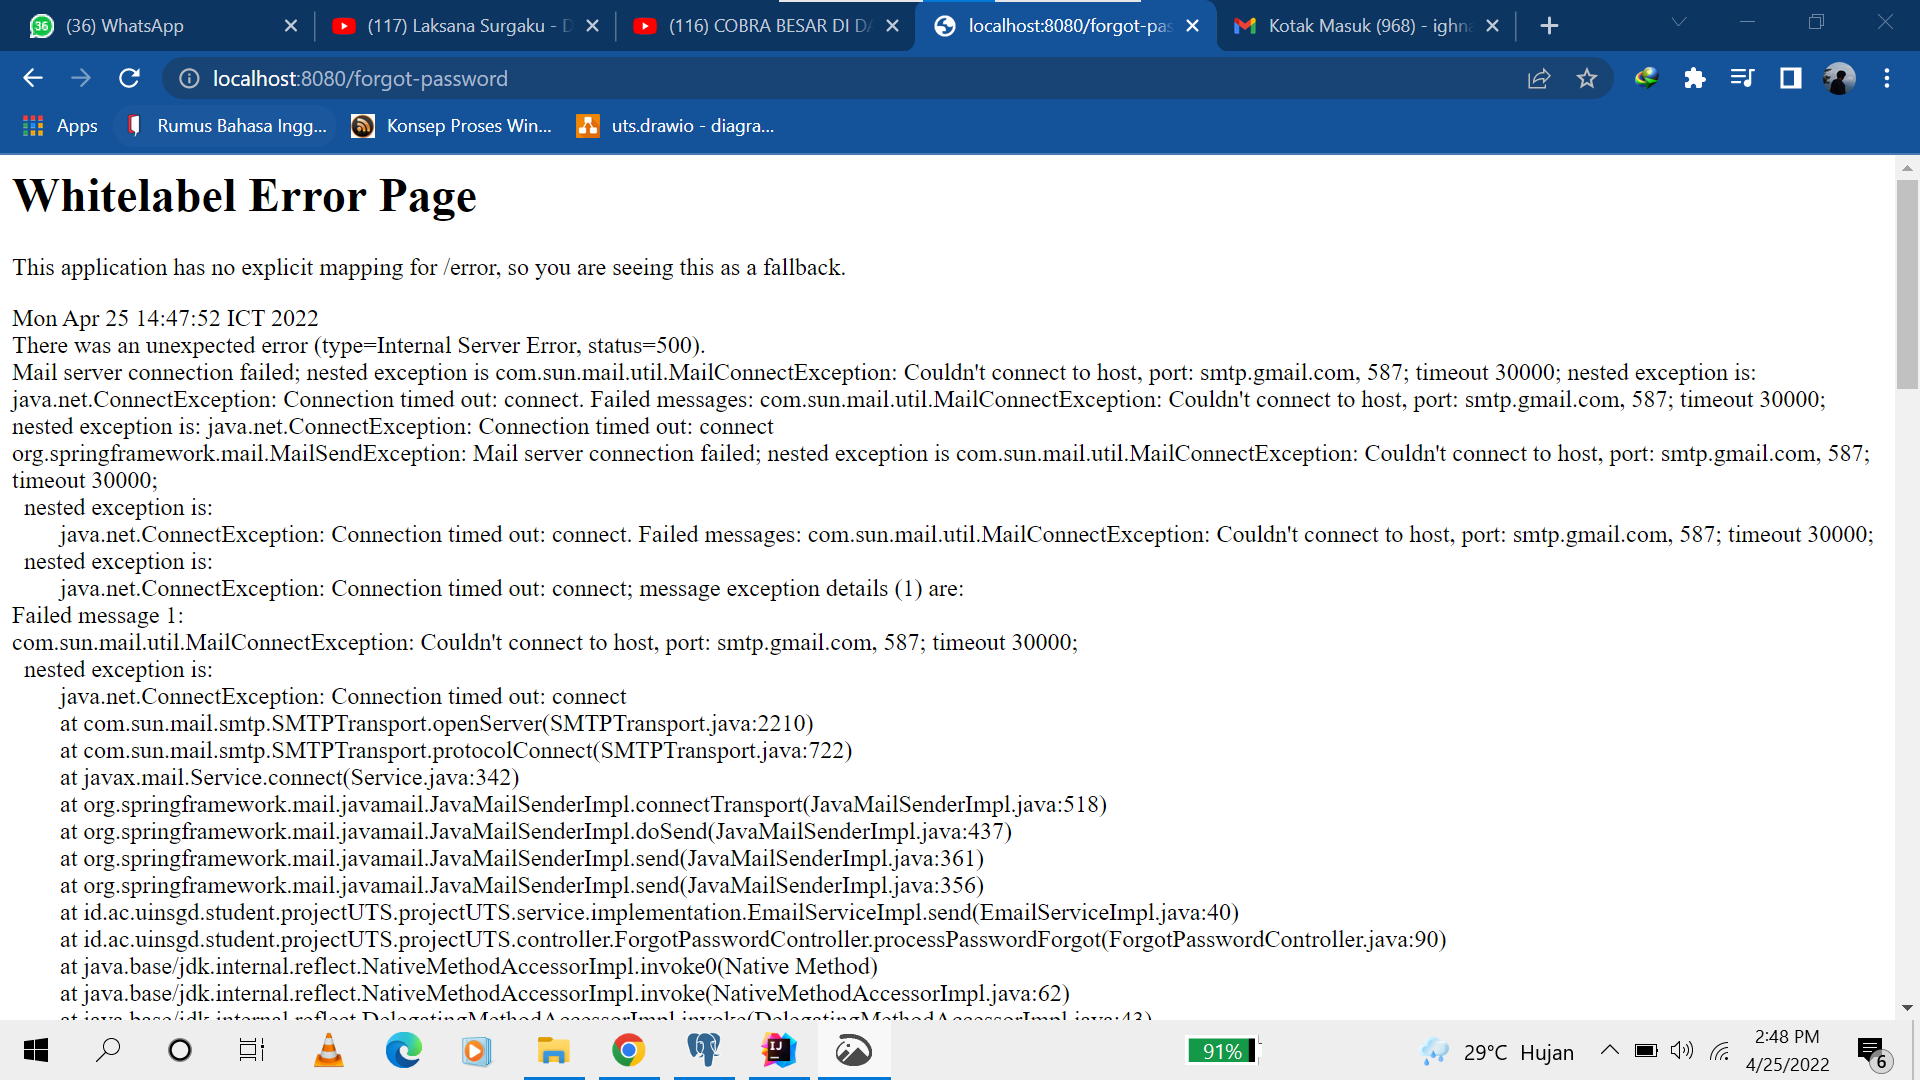 36
(36) WhatsApp
(117) Laksana Surgaku - D
(116) COBRA BESAR DI DA
localhost:8080/forgot-pas
Kotak Masuk (968) - ighna
localhost:8080/forgot-password
Apps
Rumus Bahasa Ingg...
Konsep Proses Win...
uts.drawio - diagra...
Whitelabel Error Page
This application has no explicit mapping for /error, so you are seeing this as a fallback.
Mon Apr 25 14:47:52 ICT 2022
There was an unexpected error (type=Internal Server Error, status=500).
Mail server connection failed; nested exception is com.sun.mail.util.MailConnectException: Couldn't connect to host, port: smtp.gmail.com, 587; timeout 30000; nested exception is:
java.net.ConnectException: Connection timed out: connect. Failed messages: com.sun.mail.util.MailConnectException: Couldn't connect to host, port: smtp.gmail.com, 587; timeout 30000;
nested exception is: java.net.ConnectException: Connection timed out: connect
org.springframework.mail.MailSendException: Mail server connection failed; nested exception is com.sun.mail.util.MailConnectException: Couldn't connect to host, port: smtp.gmail.com, 587;
timeout 30000;
nested exception is:
java.net.ConnectException: Connection timed out: connect. Failed messages: com.sun.mail.util.MailConnectException: Couldn't connect to host, port: smtp.gmail.com, 587; timeout 30000;
nested exception is:
java.net.ConnectException: Connection timed out: connect; message exception details (1) are:
Failed message 1:
com.sun.mail.util.MailConnectException: Couldn't connect to host, port: smtp.gmail.com, 587; timeout 30000;
nested exception is:
java.net.ConnectException: Connection timed out: connect
at com.sun.mail.smtp.SMTPTransport.openServer(SMTPTransport.java:2210)
at com.sun.mail.smtp.SMTPTransport.protocolConnect(SMTPTransport.java:722)
at javax.mail.Service.connect(Service.java:342)
at org.springframework.mail.javamail.JavaMailSenderImpl.connectTransport(JavaMailSenderImpl.java:518)
at org.springframework.mail.javamail.JavaMailSenderImpl.doSend(JavaMailSenderImpl.java:437)
at org.springframework.mail.javamail.JavaMailSenderImpl.send(JavaMailSenderImpl.java:361)
at org.springframework.mail.javamail.JavaMailSenderImpl.send(JavaMailSenderImpl.java:356)
at id.ac.uinsgd.student.projectUTS.projectUTS.service.implementation.EmailServiceImpl.send(EmailServiceImpl.java:40)
at id.ac.uinsgd.student.projectUTS.projectUTS.controller.ForgotPasswordController.processPasswordForgot(ForgotPasswordController.java:90)
at java.base/jdk.internal.reflect.NativeMethodAccessorImpl.invoke0(Native Method)
at java.base/jdk.internal.reflect.NativeMethodAccessorImpl.invoke(NativeMethodAccessorImpl.java:62)
at java.base/jdk.internal.reflect.DelegatingMethodAccessorImpl.invoke(DelegatingMethodAccessorImpl.java:43)
IJ
91%
29°C Hujan
2:48 PM
4/25/2022
6